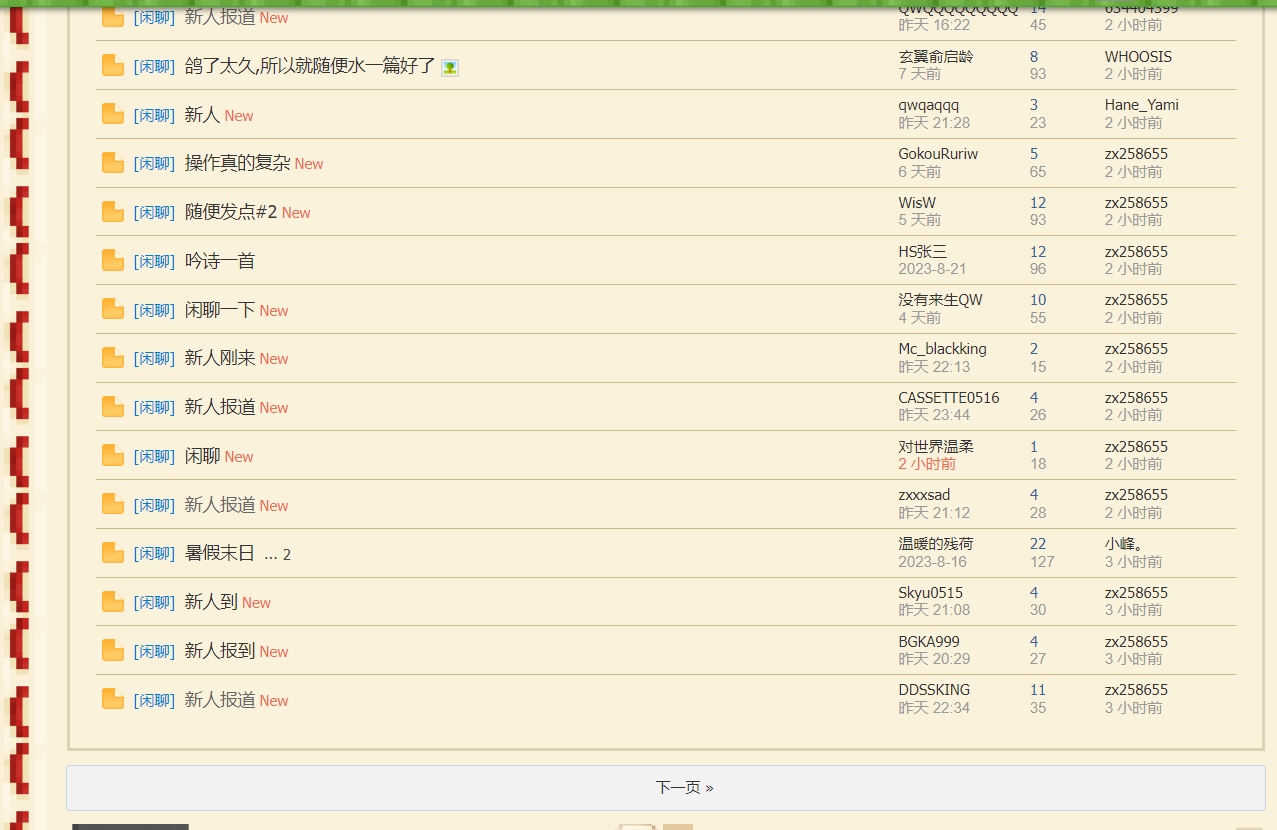 [闲聊] 新人报道 New QWQQQQQQQQQ 14 634404399
昨天 16:22 45 2 小时前
[闲聊] 鸽了太久,所以就随便水一篇好了 玄翼俞启龄 8 WHOOSIS
7 天前 93 2 小时前
[闲聊] 新人 New qwqaqqq 3 Hane_Yami
昨天 21:28 23 2 小时前
[闲聊] 操作真的复杂 New GokouRuriw 5 zx258655
6 天前 65 2 小时前
[闲聊] 随便发点#2 New WisW 12 zx258655
5 天前 93 2 小时前
[闲聊] 吟诗一首 HS张三 12 zx258655
2023-8-21 96 2 小时前
[闲聊] 闲聊一下 New 没有来生QW 10 zx258655
4 天前 55 2 小时前
[闲聊] 新人刚来 New Mc_blackking 2 zx258655
昨天 22:13 15 2 小时前
[闲聊] 新人报道 New CASSETTE0516 4 zx258655
昨天 23:44 26 2 小时前
[闲聊] 闲聊 New 对世界温柔 1 zx258655
2 小时前 18 2 小时前
[闲聊] 新人报道 New zxxxsad 4 zx258655
昨天 21:12 28 2 小时前
[闲聊] 暑假末日 ... 2 温暖的残荷 22 小峰。
2023-8-16 127 3 小时前
[闲聊] 新人到 New Skyu0515 4 zx258655
昨天 21:08 30 3 小时前
[闲聊] 新人报到 New BGKA999 4 zx258655
昨天 20:29 27 3 小时前
[闲聊] 新人报道 New DDSSKING 11 zx258655
昨天 22:34 35 3 小时前
下一页 »